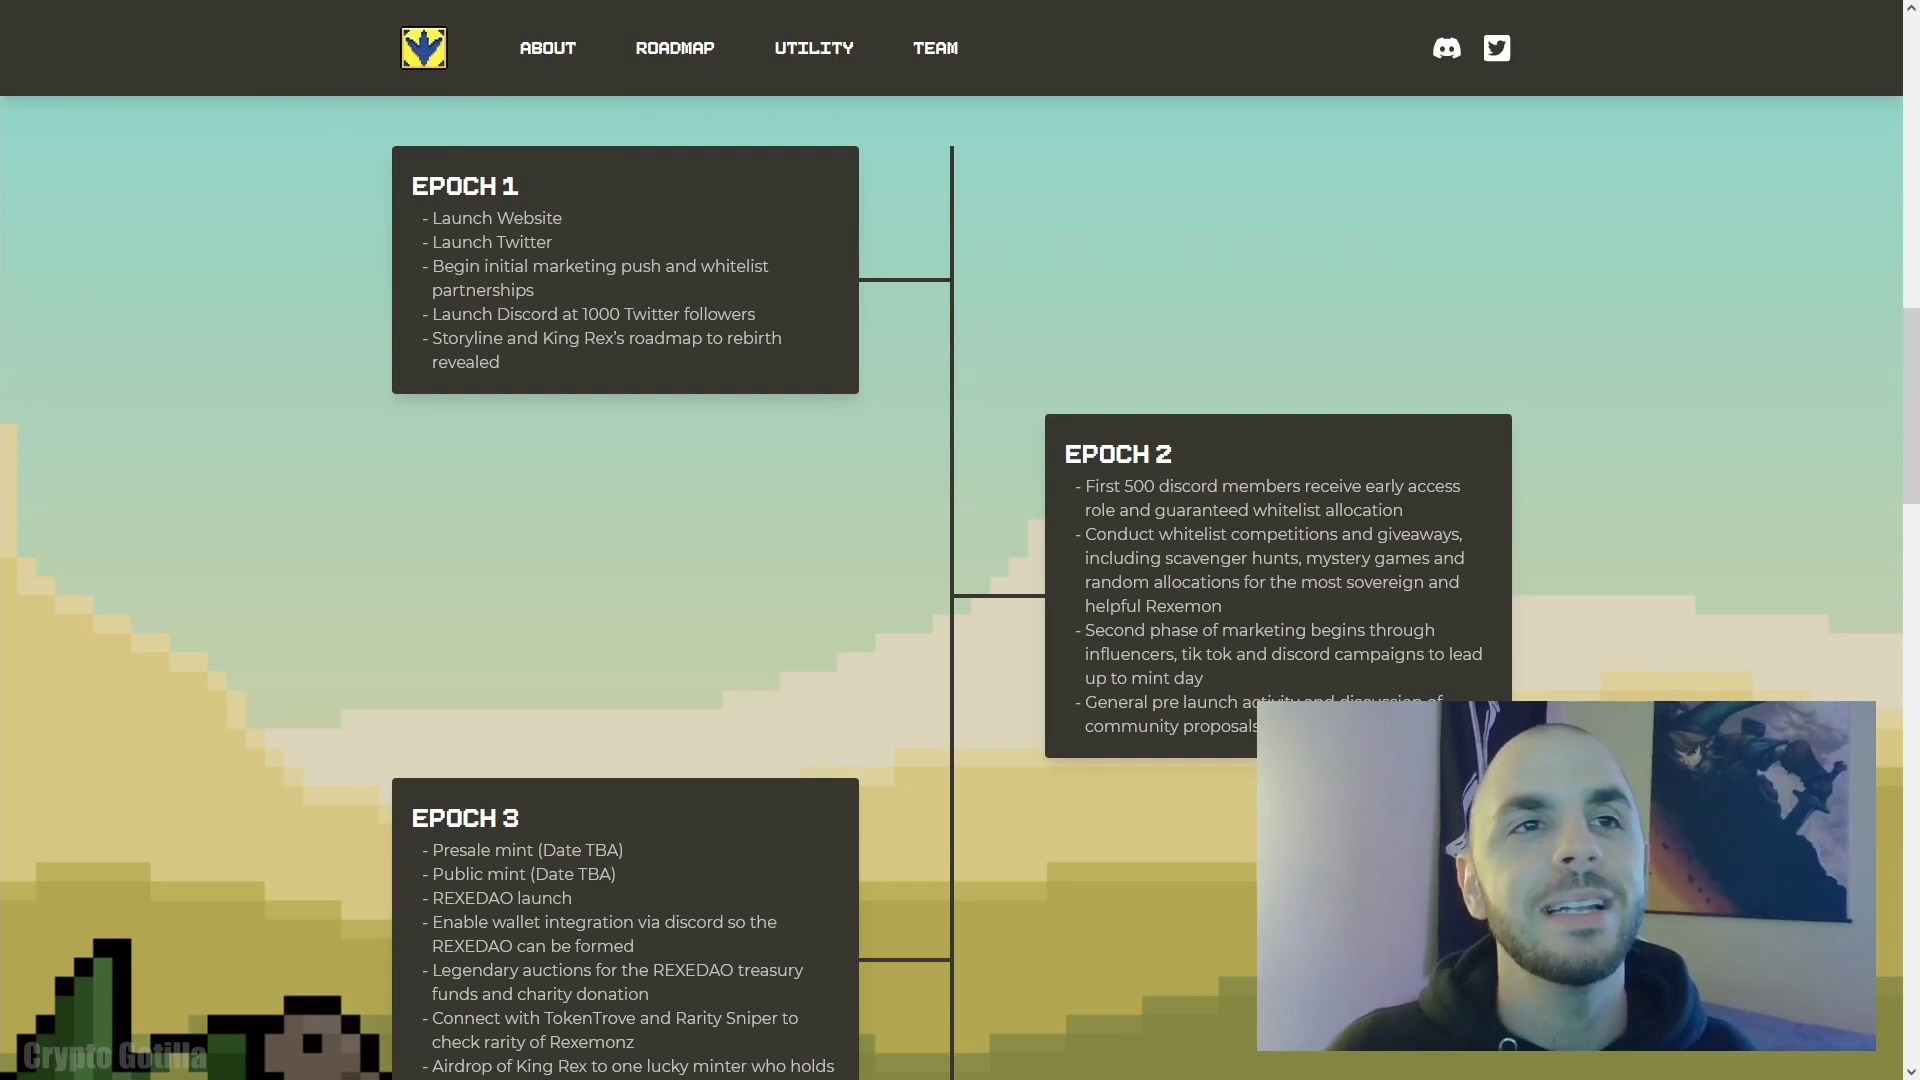 ABOUT
ROADMAP
UTILITY
TEAM
EPOCH 1
- Launch Website
- Launch Twitter
- Begin initial marketing push and whitelist
partnerships
- Launch Discord at 1000 Twitter followers
- Storyline and King Rex's roadmap to rebirth
revealed
EPOCH 2
- First 500 discord members receive early access
role and guaranteed whitelist allocation
- Conduct whitelist competitions and giveaways,
including scavenger hunts, mystery games and
random allocations for the most sovereign and
helpful Rexemon
- Second phase of marketing begins through
influencers, tik tok and discord campaigns to lead
up to mint day
- General pre launch activity and discussion of
community proposals
EPOCH 3
- Presale mint (Date TBA)
- Public mint (Date TBA)
- REXEDAO launch
- Enable wallet integration via discord so the
REXEDAO can be formed
- Legendary auctions for the REXEDAO treasury
funds and charity donation
- Connect with TokenTrove and Rarity Sniper to
check rarity of Rexemonz
- Airdrop of King Rex to one lucky minter who holds
Crypto Gorilla